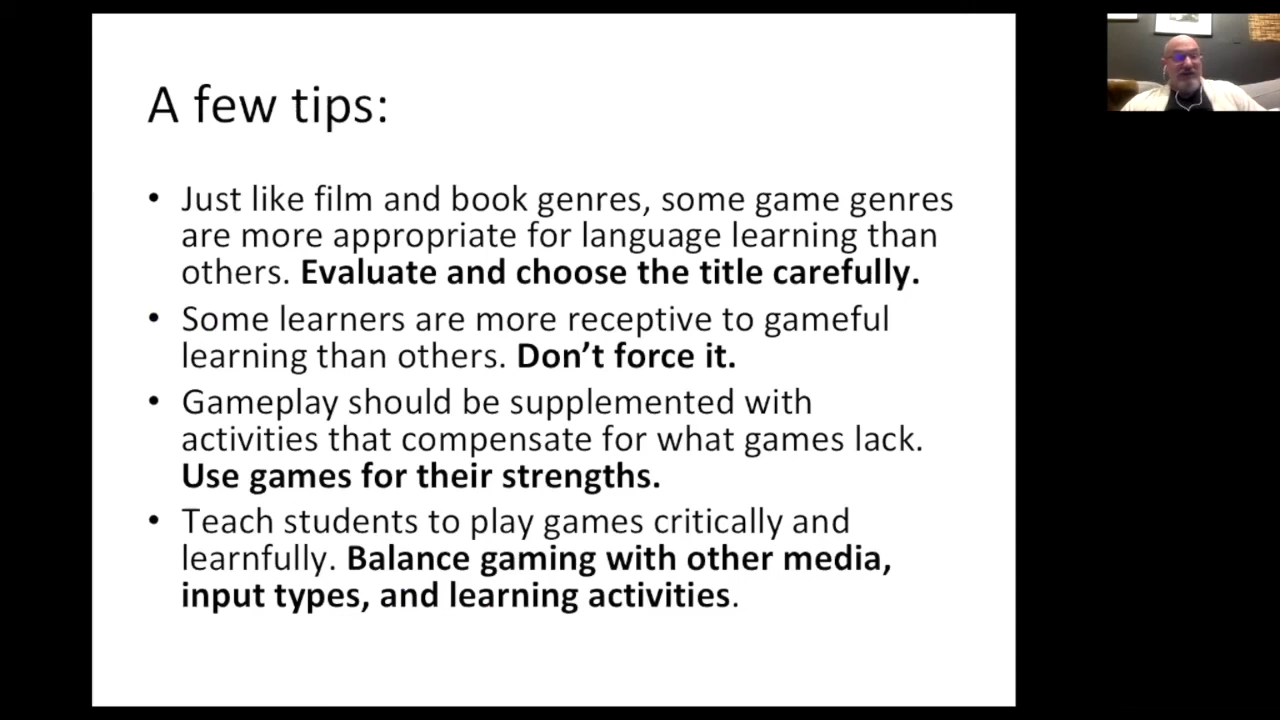 A few tips:
• Just like film and book genres, some game genres
are more appropriate for language learning than
others. Evaluate and choose the title carefully.
• Some learners are more receptive to gameful
learning than others. Don’t force it.
• Gameplay should be supplemented with
activities that compensate for what games lack.
Use games for their strengths.
• Teach students to play games critically and
learnfully. Balance gaming with other media,
input types, and learning activities.